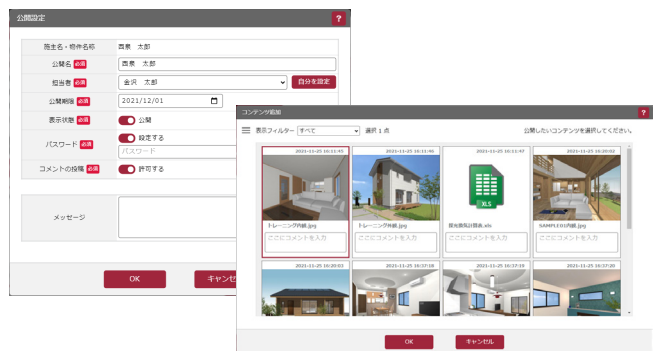 公開設定
?
施主名・物件名称 西泉 太郎
公開名 必須 西泉 太郎
担当者 必須 金沢 太郎 自分を設定
公開期限 必須 2021/12/01
表示状態 必須 公開
パスワード 必須 設定する
パスワード
コメントの投稿 必須 許可する
メッセージ
OK キャンセ
コンテンツ追加
?
表示フィルター すべて 選択 1 点 公開したいコンテンツを選択してください。
2021-11-25 16:11:45 2021-11-25 16:11:46 2021-11-25 16:11:47 2021-11-25 16:20:02
XLS
トレーニング内観.jpg トレーニング外観.jpg 採光換気計算表.xls SAMPLE03内観.jpg
ここにコメントを入力 ここにコメントを入力 ここにコメントを入力 ここにコメントを入力
2021-11-25 16:20:03 2021-11-25 16:37:18 2021-11-25 16:37:19 2021-11-25 16:37:20
OK キャンセル